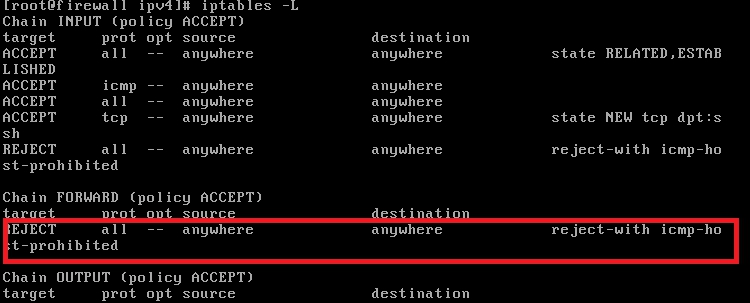 [root@firewall ipv4]# iptables -L
Chain INPUT (policy ACCEPT)
target     prot opt source               destination
ACCEPT     all  --  anywhere             anywhere            state RELATED,ESTAB
LISHED
ACCEPT     icmp --  anywhere             anywhere
ACCEPT     all  --  anywhere             anywhere
ACCEPT     tcp  --  anywhere             anywhere            state NEW tcp dpt:s
sh
REJECT     all  --  anywhere             anywhere            reject-with icmp-ho
st-prohibited
Chain FORWARD (policy ACCEPT)
target     prot opt source               destination
REJECT     all  --  anywhere             anywhere            reject-with icmp-ho
st-prohibited
Chain OUTPUT (policy ACCEPT)
target     prot opt source               destination